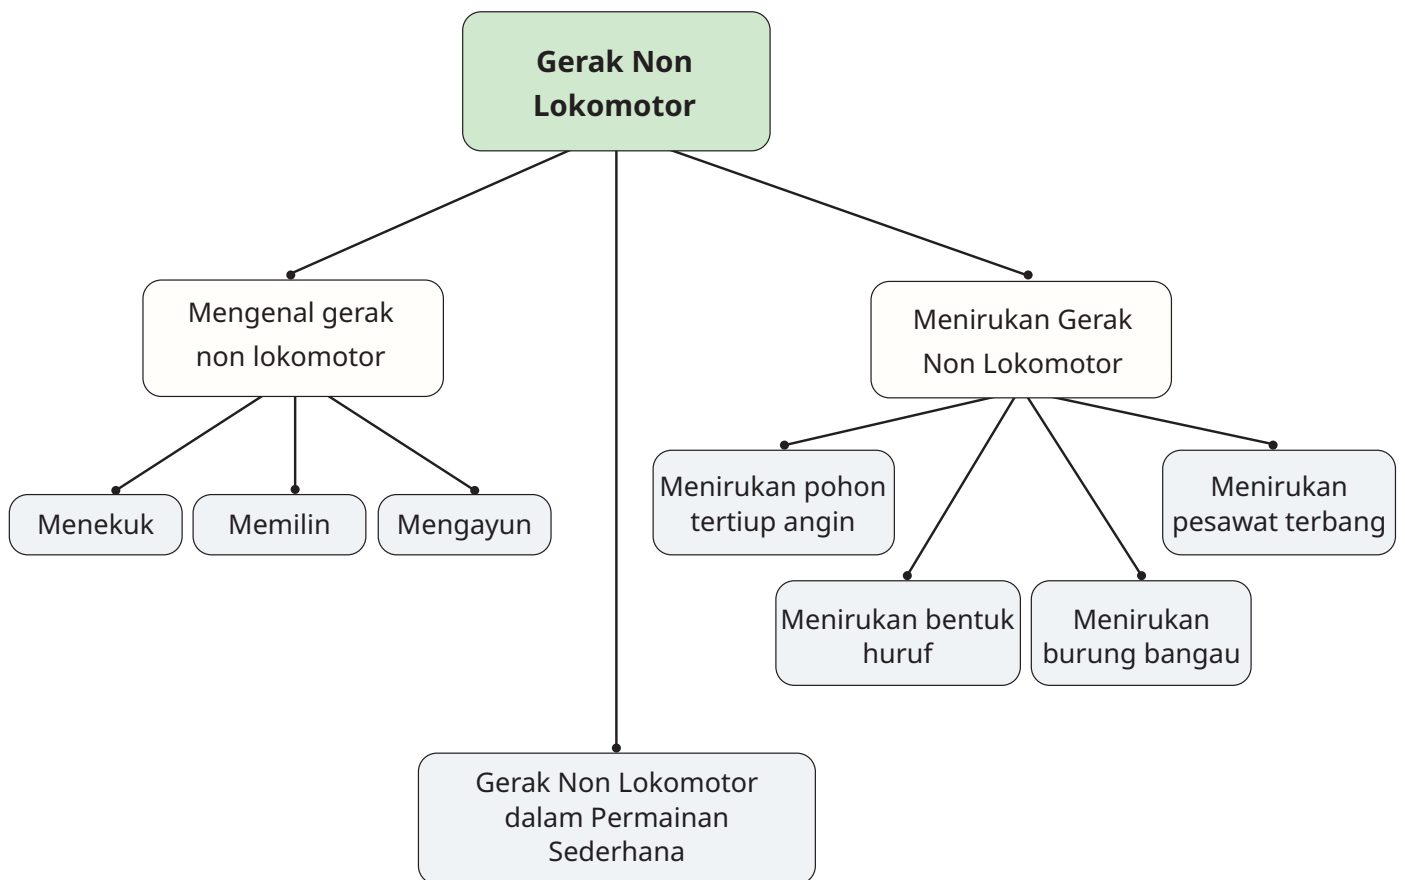 Gerak Non
Lokomotor
Mengenal gerak
non lokomotor
Menirukan Gerak
Non Lokomotor
Menekuk
Memilin
Mengayun
Menirukan pohon
tertiup angin
Menirukan
pesawat terbang
Menirukan bentuk
huruf
Menirukan
burung bangau
Gerak Non Lokomotor
dalam Permainan
Sederhana